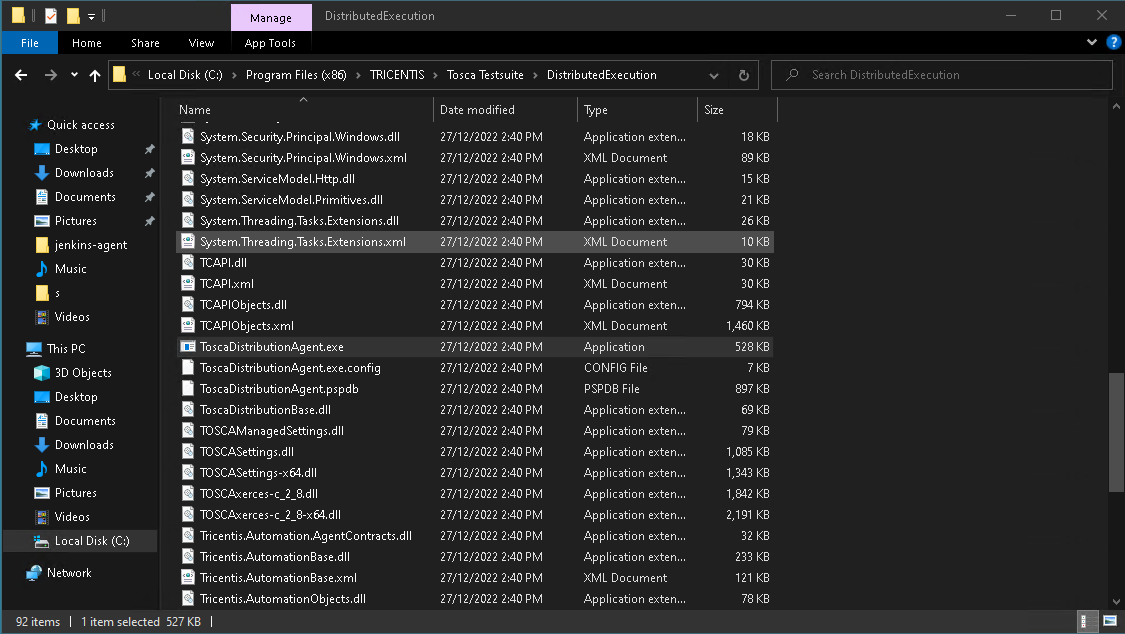 Manage DistributedExecution
File Home Share View App Tools
« Local Disk (C:) › Program Files (x86) › TRICENTIS › Tosca Testsuite › DistributedExecution Search DistributedExecution
Name Date modified Type Size
Quick access
Desktop
Downloads
Documents
Pictures
jenkins-agent
Music
s
Videos
This PC
3D Objects
Desktop
Documents
Downloads
Music
Pictures
Videos
Local Disk (C:)
Network
System.Security.Principal.Windows.dll 27/12/2022 2:40 PM Application exten... 18 KB
System.Security.Principal.Windows.xml 27/12/2022 2:40 PM XML Document 89 KB
System.ServiceModel.Http.dll 27/12/2022 2:40 PM Application exten... 15 KB
System.ServiceModel.Primitives.dll 27/12/2022 2:40 PM Application exten... 21 KB
System.Threading.Tasks.Extensions.dll 27/12/2022 2:40 PM Application exten... 26 KB
System.Threading.Tasks.Extensions.xml 27/12/2022 2:40 PM XML Document 10 KB
TCAPI.dll 27/12/2022 2:40 PM Application exten... 30 KB
TCAPI.xml 27/12/2022 2:40 PM XML Document 30 KB
TCAPIObjects.dll 27/12/2022 2:40 PM Application exten... 794 KB
TCAPIObjects.xml 27/12/2022 2:40 PM XML Document 1,460 KB
ToscaDistributionAgent.exe 27/12/2022 2:40 PM Application 528 KB
ToscaDistributionAgent.exe.config 27/12/2022 2:40 PM CONFIG File 7 KB
ToscaDistributionAgent.pspdb 27/12/2022 2:40 PM PSPDB File 897 KB
ToscaDistributionBase.dll 27/12/2022 2:40 PM Application exten... 69 KB
TOSCAManagedSettings.dll 27/12/2022 2:40 PM Application exten... 79 KB
TOSCASettings.dll 27/12/2022 2:40 PM Application exten... 1,085 KB
TOSCASettings-x64.dll 27/12/2022 2:40 PM Application exten... 1,343 KB
TOSCAxerces-c_2_8.dll 27/12/2022 2:40 PM Application exten... 1,842 KB
TOSCAxerces-c_2_8-x64.dll 27/12/2022 2:40 PM Application exten... 2,191 KB
Tricentis.Automation.AgentContracts.dll 27/12/2022 2:40 PM Application exten... 32 KB
Tricentis.AutomationBase.dll 27/12/2022 2:40 PM Application exten... 233 KB
Tricentis.AutomationBase.xml 27/12/2022 2:40 PM XML Document 121 KB
Tricentis.AutomationObjects.dll 27/12/2022 2:40 PM Application exten... 78 KB
92 items | 1 item selected 527 KB |